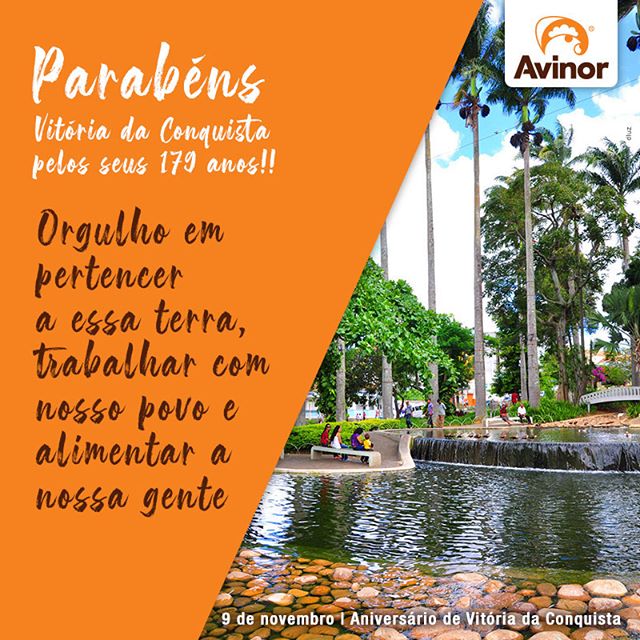 Parabéns
Vitória da Conquista
pelos seus 179 anos!!
Orgulho em
pertencer
a essa terra,
trabalhar com
nosso povo e
alimentar a
nossa gente
Avinor®
9 de novembro | Aniversário de Vitória da Conquista